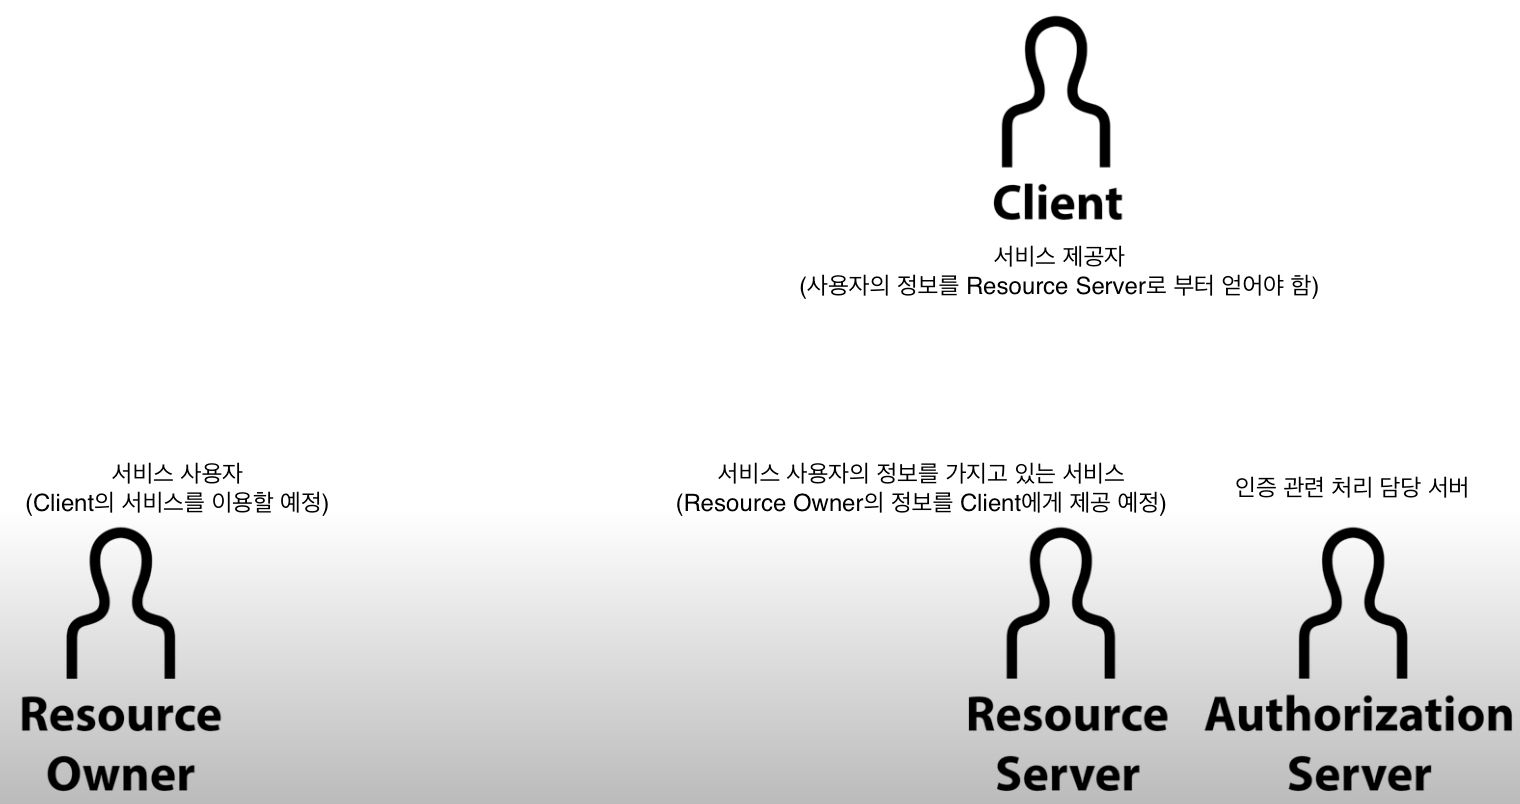 Client
서비스 제공자
(사용자의 정보를 Resource Server로 부터 얻어야 함)
서비스 사용자
(Client의 서비스를 이용할 예정)
Resource
Owner
서비스 사용자의 정보를 가지고 있는 서비스
(Resource Owner의 정보를 Client에게 제공 예정)
Resource
Server
인증 관련 처리 담당 서버
Authorization
Server